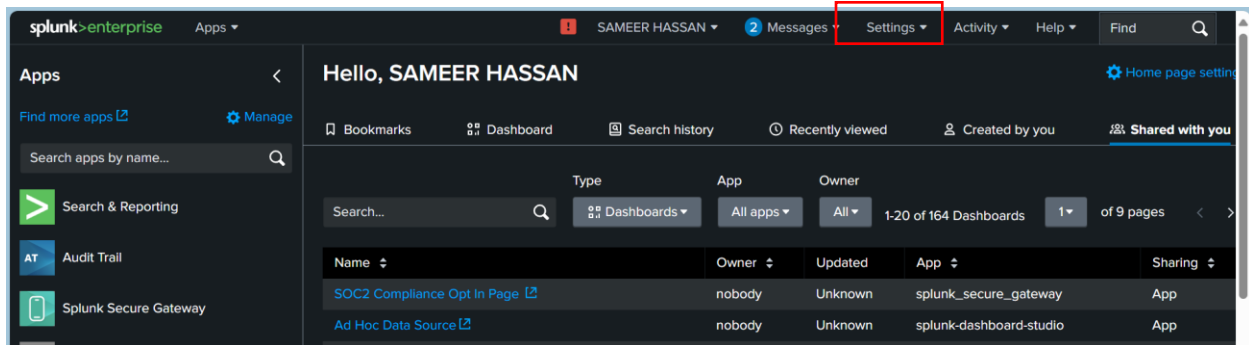 splunk>enterprise Apps SAMEER HASSAN 2 Messages Settings Activity Help Find
Apps
Find more apps Manage
Search apps by name...
Search & Reporting
AT Audit Trail
Splunk Secure Gateway
Hello, SAMEER HASSAN Home page setting
Bookmarks Dashboard Search history Recently viewed Created by you Shared with you
Type App Owner
Search... Dashboards All apps All 1-20 of 164 Dashboards 1 of 9 pages
Name Owner Updated App Sharing
SOC2 Compliance Opt In Page nobody Unknown splunk_secure_gateway App
Ad Hoc Data Source nobody Unknown splunk-dashboard-studio App